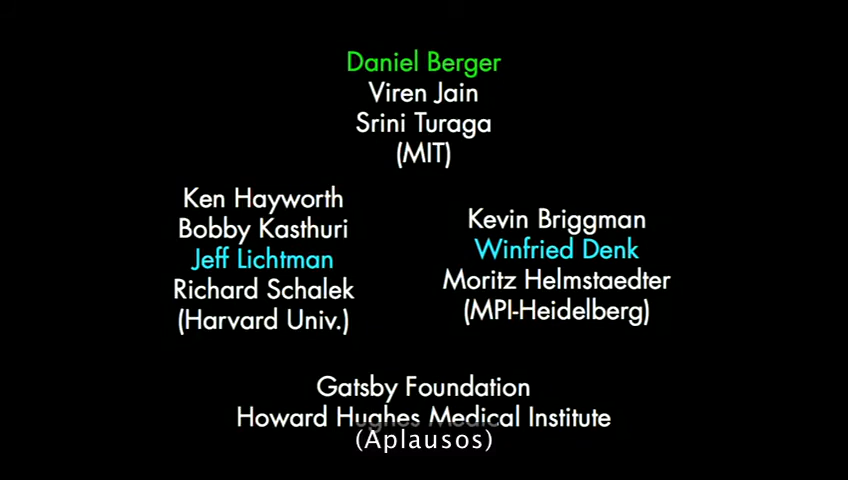 Daniel Berger
Viren Jain
Srini Turaga
(MIT)
Ken Hayworth
Bobby Kasthuri
Jeff Lichtman
Richard Schalek
(Harvard Univ.)
Kevin Briggman
Winfried Denk
Moritz Helmstaedter
(MPI-Heidelberg)
Gatsby Foundation
Howard Hughes Medical Institute
(Aplausos)